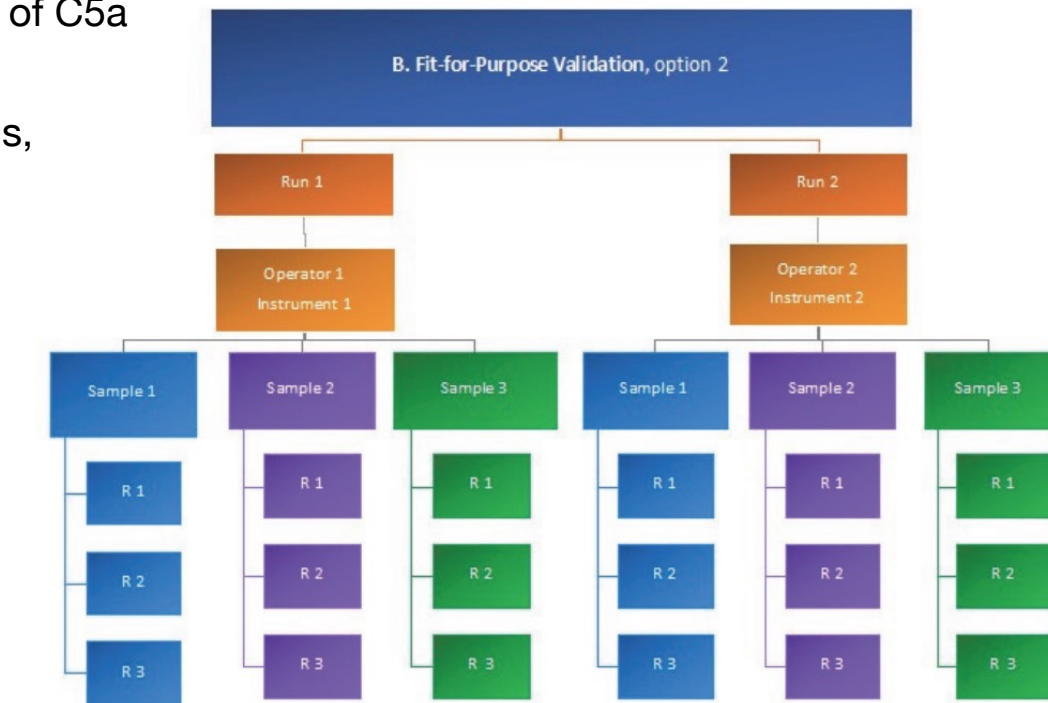 of C5a
s,
B. Fit-for-Purpose Validation, option 2
Run 1
Run 2
Operator 1
Instrument 1
Operator 2
Instrument 2
Sample 1
Sample 2
Sample 3
Sample 1
Sample 2
Sample 3
R 1
R 1
R 1
R 1
R 1
R 1
R 2
R 2
R 2
R 2
R 2
R 2
R 3
R 3
R 3
R 3
R 3
R 3